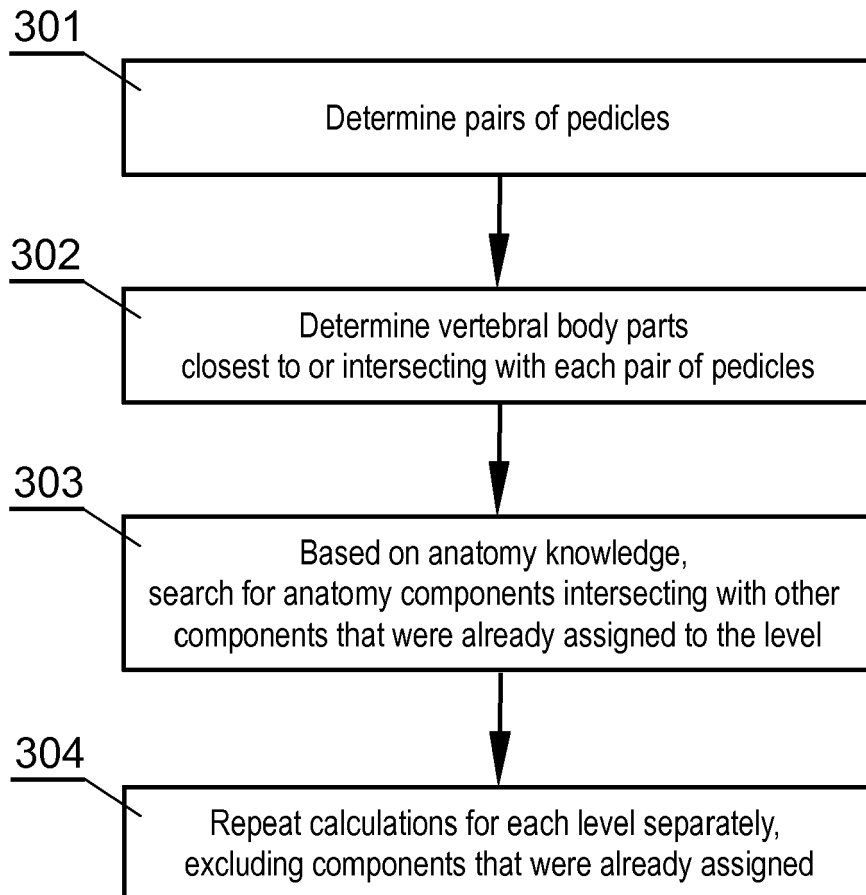 301
Determine pairs of pedicles
302
Determine vertebral body parts
closest to or intersecting with each pair of pedicles
303
Based on anatomy knowledge,
search for anatomy components intersecting with other
components that were already assigned to the level
304
Repeat calculations for each level separately,
excluding components that were already assigned